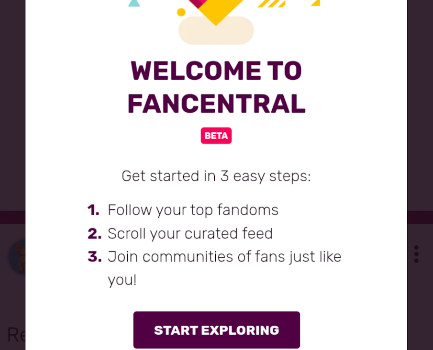 WELCOME TO
FANCENTRAL
BETA
Get started in 3 easy steps:
1. Follow your top fandoms
2. Scroll your curated feed
3. Join communities of fans just like
you!
START EXPLORING
Re